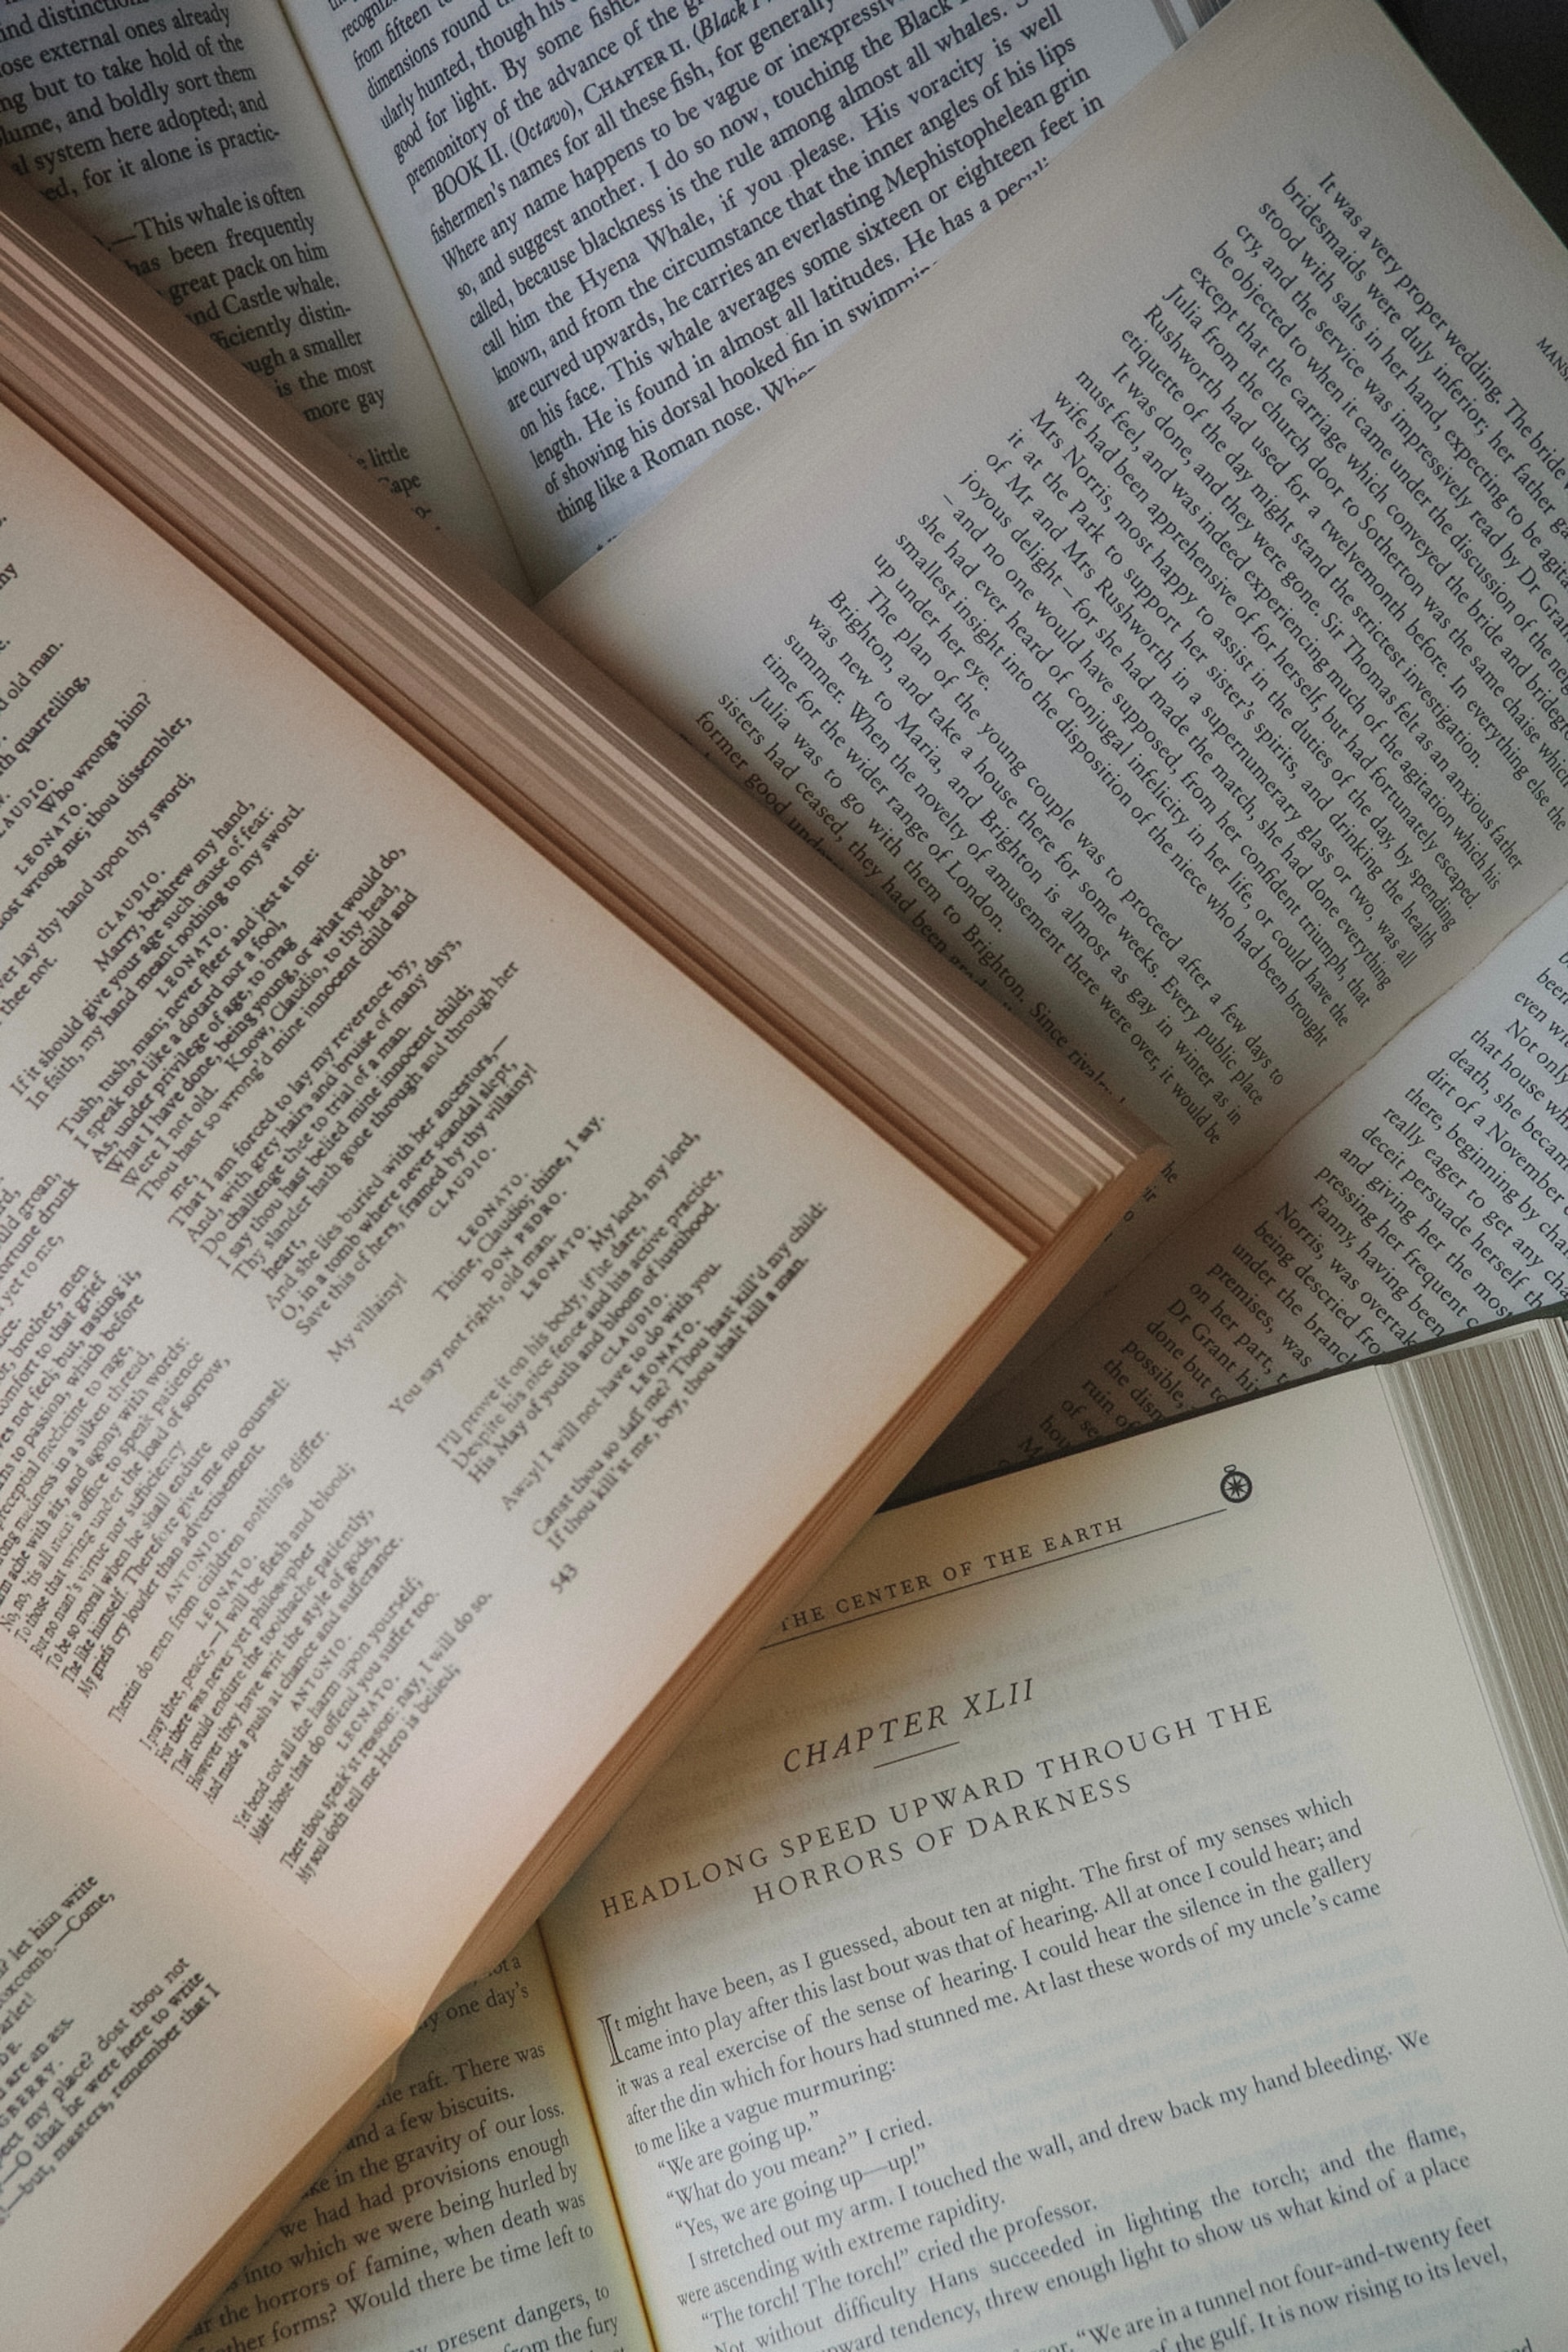 ind distinctions
ose external ones already
ng but to take hold of the
lume, and boldly sort them
al system here adopted; and
ed, for it alone is practic-
.—This whale is often
has been frequently
great pack on him
and Castle whale.
fficiently distin-
ugh a smaller
is the most
more gay
little
Cape
recogniz
from fifteen to
dimensions round th
ularly hunted, though his
good for light. By some fisher
premonitory of the advance of the g
BOOK II. (Octavo), CHAPTER II. (Black
fishermen's names for all these fish, for generally
Where any name happens to be vague or inexpressiv
so, and suggest another. I do so now, touching the Black
called, because blackness is the rule among almost all whales. S
call him the Hyena Whale, if you please. His voracity is well
known, and from the circumstance that the inner angles of his lips
are curved upwards, he carries an everlasting Mephistophelean grin
on his face. This whale averages some sixteen or eighteen feet in
length. He is found in almost all latitudes. He has a peculi
of showing his dorsal hooked fin in swimmin
thing like a Roman nose. When
MANS
It was a very proper wedding. The bride w
bridesmaids were duly inferior; her father ga
stood with salts in her hand, expecting to be agita
cry, and the service was impressively read by Dr Gran
be objected to when it came under the discussion of the nei
except that the carriage which conveyed the bride and bridegr
Julia from the church door to Sotherton was the same chaise which
Rushworth had used for a twelvemonth before. In everything else the
etiquette of the day might stand the strictest investigation.
It was done, and they were gone. Sir Thomas felt as an anxious father
must feel, and was indeed experiencing much of the agitation which his
wife had been apprehensive of for herself, but had fortunately escaped.
Mrs Norris, most happy to assist in the duties of the day, by spending
it at the Park to support her sister's spirits, and drinking the health
of Mr and Mrs Rushworth in a supernumerary glass or two, was all
joyous delight – for she had made the match, she had done everything
– and no one would have supposed, from her confident triumph, that
she had ever heard of conjugal infelicity in her life, or could have the
smallest insight into the disposition of the niece who had been brought
up under her eye.
The plan of the young couple was to proceed after a few days to
Brighton, and take a house there for some weeks. Every public place
was new to Maria, and Brighton is almost as gay in winter as in
summer. When the novelty of amusement there were over, it would be
time for the wider range of London.
Julia was to go with them to Brighton. Since rival
sisters had ceased, they had been
former good under
been
even wi
Not only
that house wh
death, she becam
dirt of a November
there, beginning by cha
really eager to get any cha
deceit persuade herself th
and giving her the most
pressing her frequent c
Fanny, having been
Norris, was overtak
being descried fro
under the branch
premises, was
on her part,
Dr Grant hi
done but to
possible,
the dism
ruin of
of se
hou
old man.
th quarrelling,
CLAUDIO.
Who wrongs him?
LEONATO.
ost wrong me; thou dissembler,
ver lay thy hand upon thy sword;
thee not.
CLAUDIO.
Marry, beshrew my hand,
If it should give your age such cause of fear:
In faith, my hand meant nothing to my sword.
LEONATO.
Tush, tush, man; never fleer and jest at me:
I speak not like a dotard nor a fool,
As, under privilege of age, to brag
What I have done, being young, or what would do,
Were I not old. Know, Claudio, to thy head,
Thou hast so wrong'd mine innocent child and
me,
That I am forced to lay my reverence by,
And, with grey hairs and bruise of many days,
Do challenge thee to trial of a man.
I say thou hast belied mine innocent child;
Thy slander hath gone through and through her
heart,
And she lies buried with her ancestors,—
O, in a tomb where never scandal slept,
Save this of hers, framed by thy villainy!
CLAUDIO.
My villainy!
LEONATO.
Thine, Claudio; thine, I say.
DON PEDRO.
You say not right, old man.
LEONATO.
My lord, my lord,
I'll prove it on his body, if he dare,
Despite his nice fence and his active practice,
His May of youth and bloom of lustihood.
CLAUDIO.
Away! I will not have to do with you.
LEONATO.
Canst thou so daff me? Thou hast kill'd my child:
If thou kill'st me, boy, thou shalt kill a man.
543
uld groan,
ortune drunk
yet to me,
or, brother, men
comfort to that grief
ves not feel; but, tasting it,
ns to passion, which before
preceptial medicine to rage,
ong madness in a silken thread,
m ache with air, and agony with words:
No, no, 'tis all men's office to speak patience
To those that wring under the load of sorrow,
But no man's virtue nor sufficiency
To be so moral when he shall endure
The like himself. Therefore give me no counsel:
My griefs cry louder than advertisement.
ANTONIO.
Therein do men from children nothing differ.
LEONATO.
I pray thee, peace,—I will be flesh and blood;
For there was never yet philosopher
That could endure the toothache patiently,
However they have writ the style of gods,
And made a push at chance and sufferance.
ANTONIO.
Yet bend not all the harm upon yourself;
Make those that do offend you suffer too.
LEONATO.
There thou speak'st reason: nay, I will do so.
My soul doth tell me Hero is belied;
let him write
oxcomb.—Come,
arlet!
are an ass.
GBERRY.
pect my place? dost thou not
—O that he were here to write
!—but, masters, remember that I
THE CENTER OF THE EARTH
CHAPTER XLII
HEADLONG SPEED UPWARD THROUGH THE
HORRORS OF DARKNESS
It might have been, as I guessed, about ten at night. The first of my senses which
came into play after this last bout was that of hearing. All at once I could hear; and
it was a real exercise of the sense of hearing. I could hear the silence in the gallery
after the din which for hours had stunned me. At last these words of my uncle's came
to me like a vague murmuring:
“We are going up.”
“What do you mean?” I cried.
“Yes, we are going up—up!”
I stretched out my arm. I touched the wall, and drew back my hand bleeding. We
were ascending with extreme rapidity.
“The torch! The torch!” cried the professor.
Not without difficulty Hans succeeded in lighting the torch; and the flame,
pward tendency, threw enough light to show us what kind of a place
or. “We are in a tunnel not four-and-twenty feet
of the gulf. It is now rising to its level,
not a
y one day's
he raft. There was
and a few biscuits.
ke in the gravity of our loss.
we had had provisions enough
into which we were being hurled by
ar the horrors of famine, when death was
other forms? Would there be time left to
y present dangers, to
from the fury